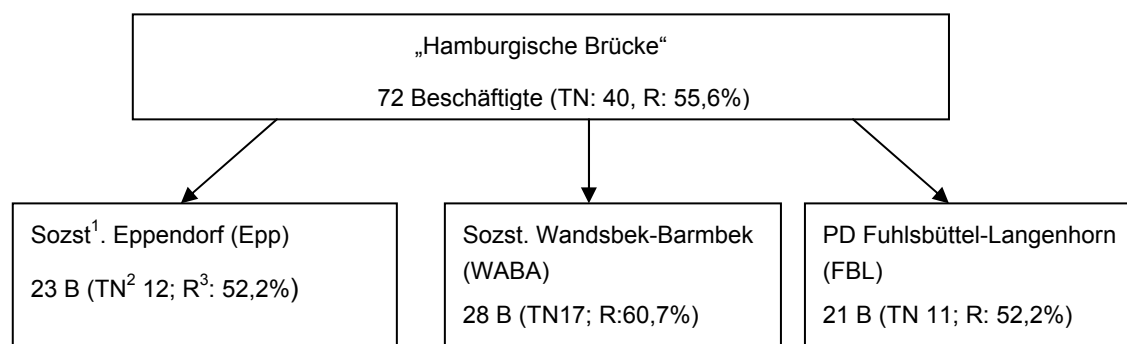 „Hamburgische Brücke“
72 Beschäftigte (TN: 40, R: 55,6%)
Sozst¹. Eppendorf (Epp)
23 B (TN² 12; R³: 52,2%)
Sozst. Wandsbek-Barmbek
(WABA)
28 B (TN17; R:60,7%)
PD Fuhlsbüttel-Langenhorn
(FBL)
21 B (TN 11; R: 52,2%)